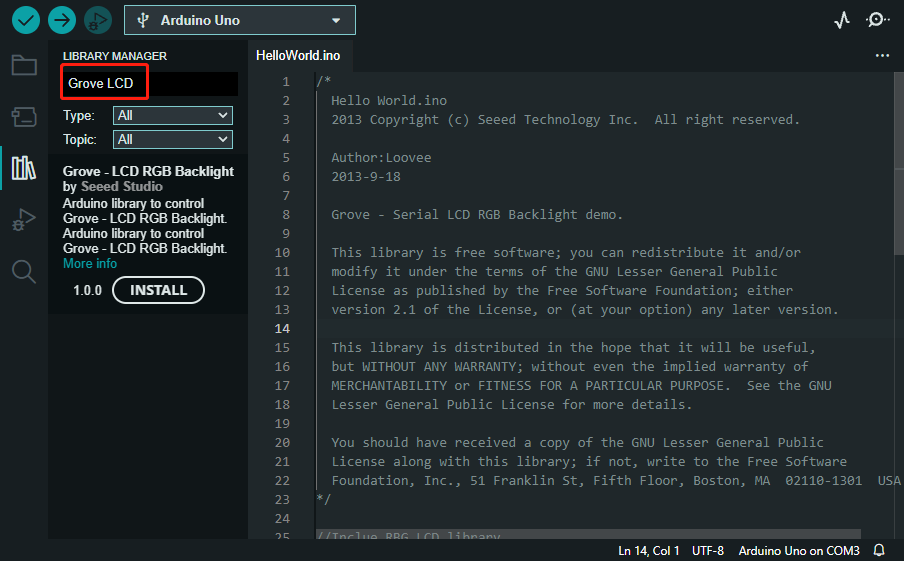 Arduino Uno
LIBRARY MANAGER
Grove LCD
Type: All
Topic: All
Grove - LCD RGB Backlight
by Seeed Studio
Arduino library to control
Grove - LCD RGB Backlight.
Arduino library to control
Grove - LCD RGB Backlight.
More info
1.0.0 INSTALL
HelloWorld.ino
1 /*
2 Hello World.ino
3 2013 Copyright (c) Seeed Technology Inc.  All right reserved.
4
5 Author:Loovee
6 2013-9-18
7
8 Grove - Serial LCD RGB Backlight demo.
9
10 This library is free software; you can redistribute it and/or
11 modify it under the terms of the GNU Lesser General Public
12 License as published by the Free Software Foundation; either
13 version 2.1 of the License, or (at your option) any later version.
14
15 This library is distributed in the hope that it will be useful,
16 but WITHOUT ANY WARRANTY; without even the implied warranty of
17 MERCHANTABILITY or FITNESS FOR A PARTICULAR PURPOSE.  See the GNU
18 Lesser General Public License for more details.
19
20 You should have received a copy of the GNU Lesser General Public
21 License along with this library; if not, write to the Free Software
22 Foundation, Inc., 51 Franklin St, Fifth Floor, Boston, MA  02110-1301  USA
23 */
24
25 //Inclue RBG LCD library
Ln 14, Col 1 UTF-8 Arduino Uno on COM3